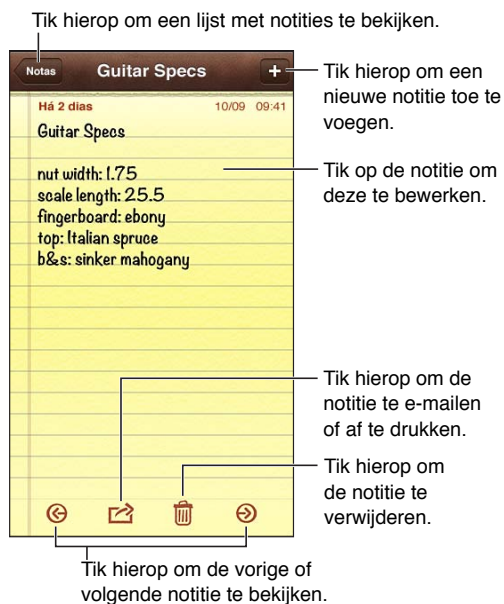 Tik hierop om een lijst met notities te bekijken.
Notas
Guitar Specs
+
Há 2 dias
10/09 09:41
Guitar Specs
nut width: 1.75
scale length: 25.5
fingerboard: ebony
top: Italian spruce
b&s: sinker mahogany
Tik hierop om een
nieuwe notitie toe te
voegen.
Tik op de notitie om
deze te bewerken.
Tik hierop om de
notitie te e-mailen
of af te drukken.
Tik hierop om
de notitie te
verwijderen.
Tik hierop om de vorige of
volgende notitie te bekijken.